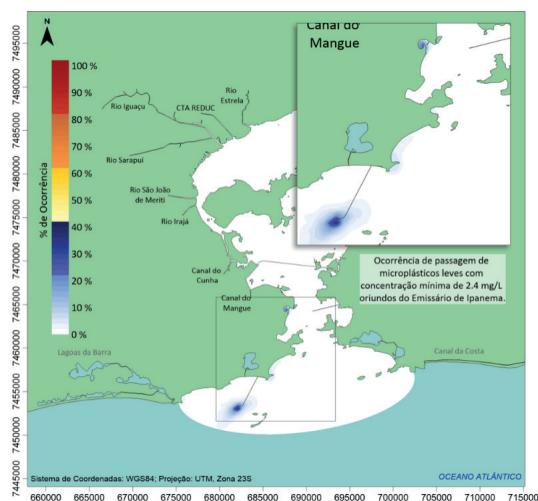 N
Canal do
Mangue
100 %
90 %
80 %
70 %
60 %
50 %
40 %
30 %
20 %
10 %
0 %
% de Ocorrência
Rio
Estrela
Rio Iguaçu
CTA REDUC
Rio Sarapuí
Rio São João
de Meriti
Rio Irajá
Canal do
Cunha
Canal do
Mangue
Ocorrência de passagem de
microplásticos leves com
concentração mínima de 2.4 mg/L
oriundos do Emissário de Ipanema.
Lagoas da Barra
Canal da Costa
Sistema de Coordenadas: WGS84; Projeção: UTM, Zona 23S
OCEANO ATLÂNTICO
7495000
7490000
7485000
7480000
7475000
7470000
7465000
7460000
7455000
7450000
7445000
660000 665000 670000 675000 680000 685000 690000 695000 700000 705000 710000 715000